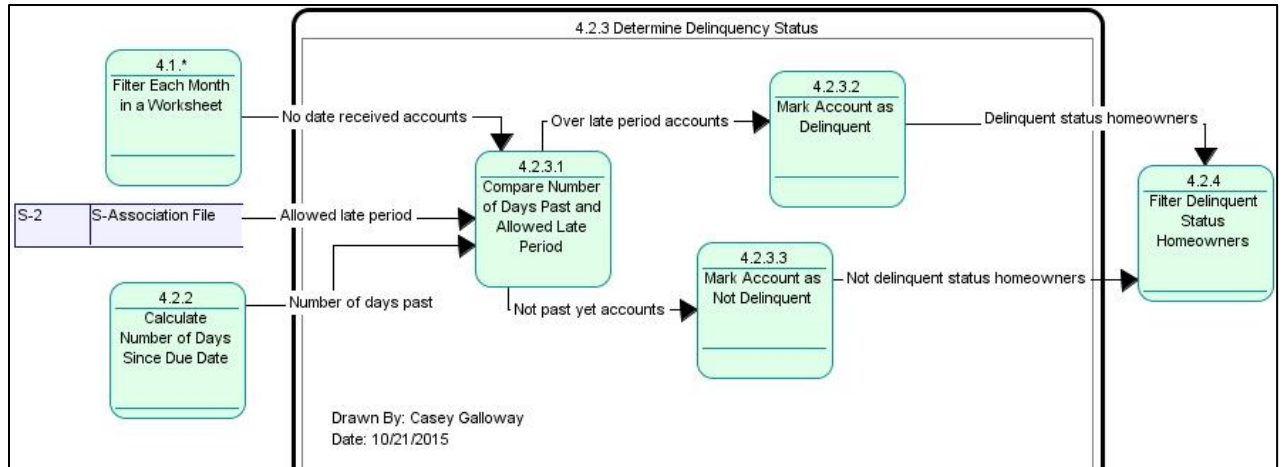 4.2.3 Determine Delinquency Status
4.1.*
Filter Each Month
in a Worksheet
No date received accounts
S-2
S-Association File
Allowed late period
4.2.2
Calculate
Number of Days
Since Due Date
Number of days past
4.2.3.1
Compare Number
of Days Past and
Allowed Late
Period
Over late period accounts
Not past yet accounts
4.2.3.2
Mark Account as
Delinquent
4.2.3.3
Mark Account as
Not Delinquent
Delinquent status homeowners
Not delinquent status homeowners
4.2.4
Filter Delinquent
Status
Homeowners
Drawn By: Casey Galloway
Date: 10/21/2015